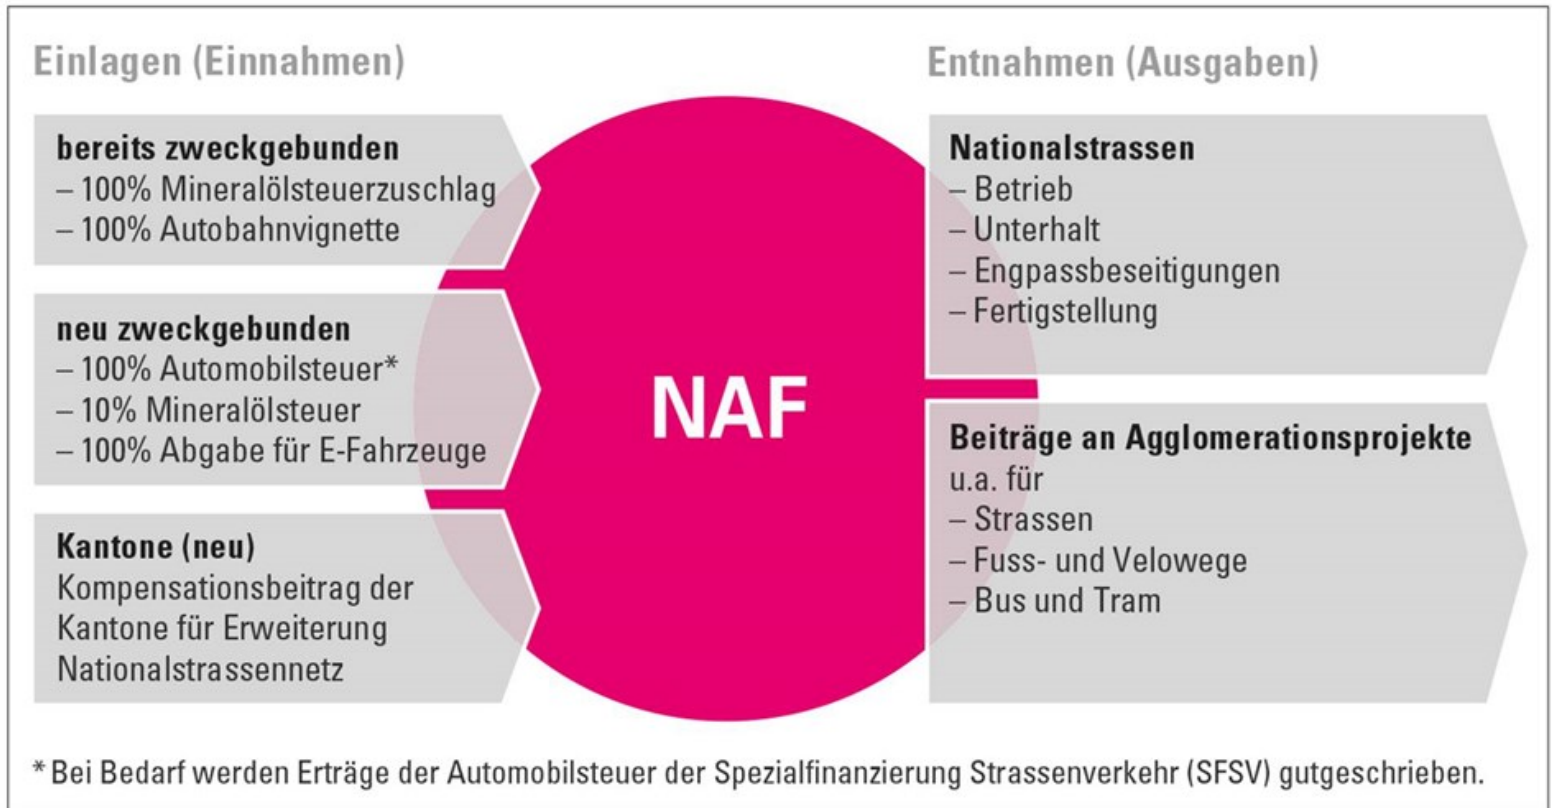 Einlagen (Einnahmen)
bereits zweckgebunden
– 100% Mineralölsteuerzuschlag
– 100% Autobahnvignette
neu zweckgebunden
– 100% Automobilsteuer*
– 10% Mineralölsteuer
– 100% Abgabe für E-Fahrzeuge
Kantone (neu)
Kompensationsbeitrag der
Kantone für Erweiterung
Nationalstrassennetz
NAF
Entnahmen (Ausgaben)
Nationalstrassen
– Betrieb
– Unterhalt
– Engpassbeseitigungen
– Fertigstellung
Beiträge an Agglomerationsprojekte
u.a. für
– Strassen
– Fuss- und Velowege
– Bus und Tram
* Bei Bedarf werden Erträge der Automobilsteuer der Spezialfinanzierung Strassenverkehr (SFSV) gutgeschrieben.